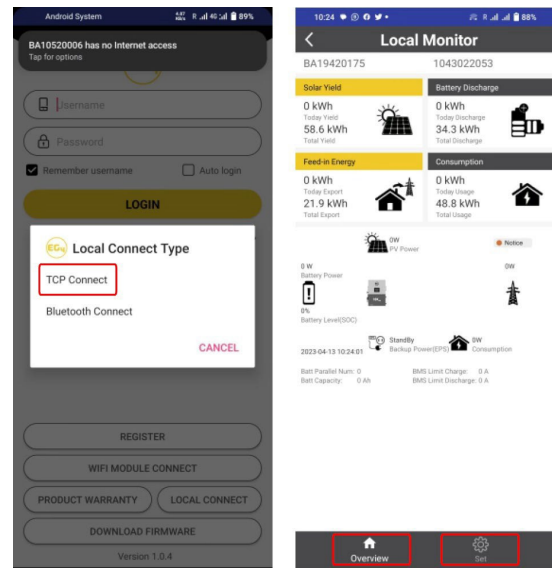 Android System
4.67 KB/s R 4G 89%
BA10520006 has no Internet access
Tap for options
Username
Password
Remember username
Auto login
LOGIN
EG4
Local Connect Type
TCP Connect
Bluetooth Connect
CANCEL
REGISTER
WIFI MODULE CONNECT
PRODUCT WARRANTY
LOCAL CONNECT
DOWNLOAD FIRMWARE
Version 1.0.4
10:24
R 88%
Local Monitor
BA19420175
1043022053
Solar Yield
0 kWh
Today Yield
58.6 kWh
Total Yield
Battery Discharge
0 kWh
Today Discharge
34.3 kWh
Total Discharge
Feed-in Energy
0 kWh
Today Export
21.9 kWh
Total Export
Consumption
0 kWh
Today Usage
48.8 kWh
Total Usage
0W
PV Power
Notice
0 W
Battery Power
0W
0%
Battery Level(SOC)
2023-04-13 10:24:01
StandBy
Backup Power(EPS)
0W
Consumption
Batt Parallel Num: 0
BMS Limit Charge: 0 A
Batt Capacity: 0 Ah
BMS Limit Discharge: 0 A
Overview
Set